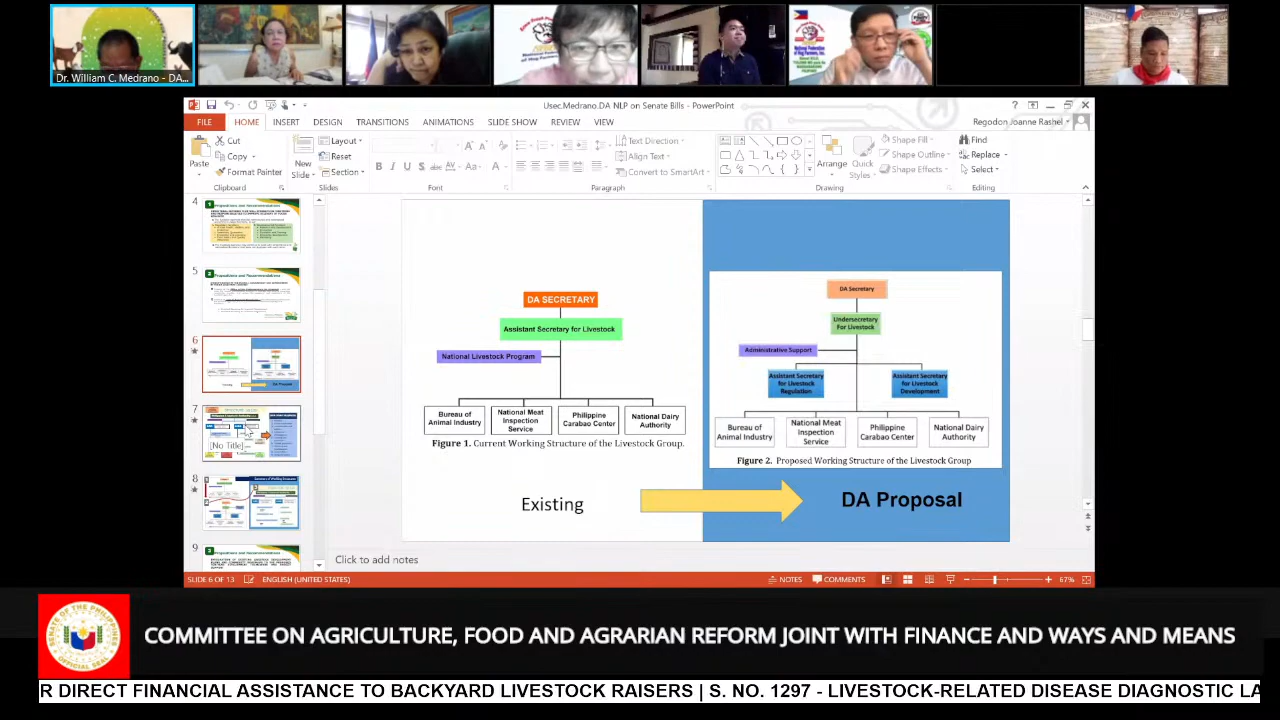 Dr. William C. Medrano - DA...
Usec.Medrano.DA NLP on Senate Bills - PowerPoint
FILE
HOME
INSERT
DESIGN
TRANSITIONS
ANIMATIONS
SLIDE SHOW
REVIEW
VIEW
Regodon Joanne Rashel
Paste
Cut
Copy
Format Painter
Clipboard
New
Slide
Layout
Reset
Section
Slides
Font
Text Direction
Align Text
Convert to SmartArt
Paragraph
Arrange
Quick
Styles
Shape Fill
Shape Outline
Shape Effects
Drawing
Find
Replace
Select
Editing
4
5
6
7
[No Title]
8
9
DA SECRETARY
Assistant Secretary for Livestock
National Livestock Program
Bureau of
Animal Industry
National Meat
Inspection
Service
Philippine
Carabao Center
National Dairy
Authority
Figure 1. Current Working Structure of the Livestock Group.
Existing
DA Secretary
Undersecretary
For Livestock
Administrative Support
Assistant Secretary
for Livestock
Regulation
Assistant Secretary
for Livestock
Development
Bureau of
Animal Industry
National Meat
Inspection
Service
Philippine
Carabao Center
National Dairy
Authority
Figure 2. Proposed Working Structure of the Livestock Group
DA Proposal
Click to add notes
SLIDE 6 OF 13
ENGLISH (UNITED STATES)
NOTES
COMMENTS
67%
COMMITTEE ON AGRICULTURE, FOOD AND AGRARIAN REFORM JOINT WITH FINANCE AND WAYS AND MEANS
R DIRECT FINANCIAL ASSISTANCE TO BACKYARD LIVESTOCK RAISERS | S. NO. 1297 - LIVESTOCK-RELATED DISEASE DIAGNOSTIC LA